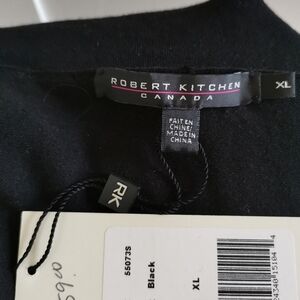 ROBERT KITCHEN
CANADA
XL
FAIT EN
CHINE/
MADE IN
CHINA
RK
55073S
Black
XL